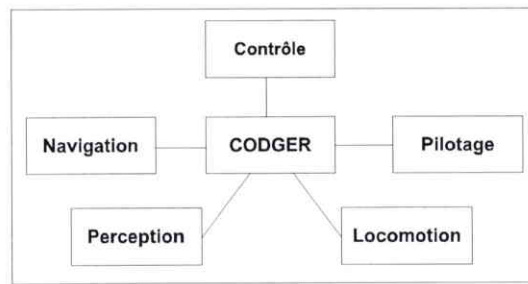 Contrôle
Navigation
CODGER
Pilotage
Perception
Locomotion